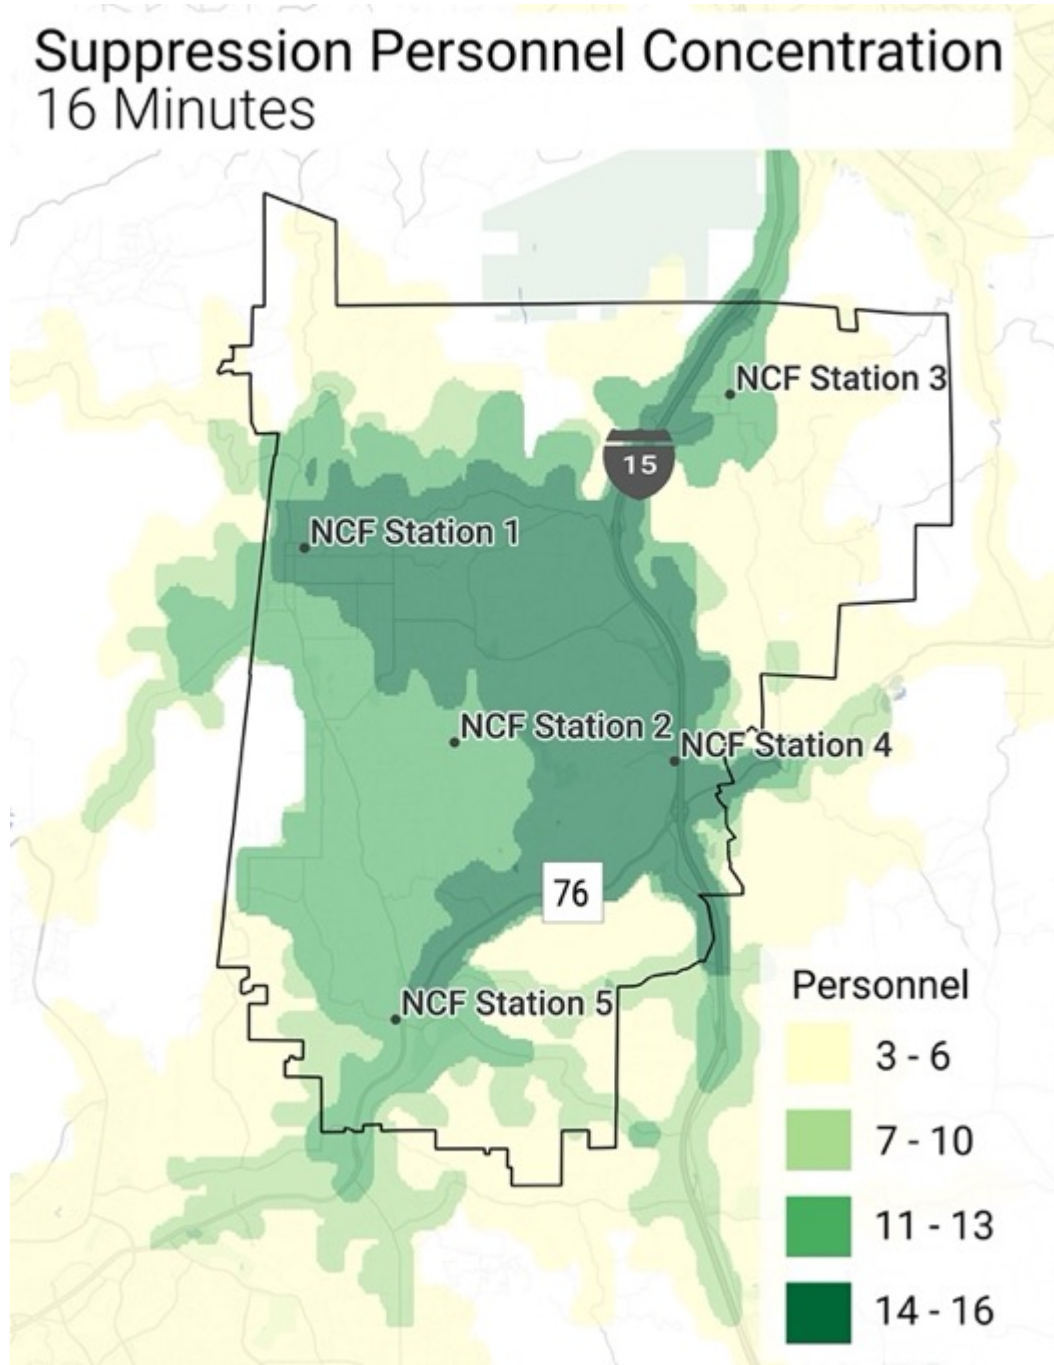 Suppression Personnel Concentration
16 Minutes
NCF Station 3
15
NCF Station 1
NCF Station 2
NCF Station 4
76
NCF Station 5
Personnel
3 - 6
7 - 10
11 - 13
14 - 16